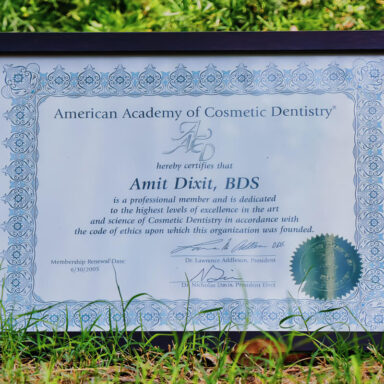 American Academy of Cosmetic Dentistry®
AACD
hereby certifies that
Amit Dixit, BDS
is a professional member and is dedicated
to the highest levels of excellence in the art
and science of Cosmetic Dentistry in accordance with
the code of ethics upon which this organization was founded.
Membership Renewal Date
6/30/2005
DDS
Dr. Lawrence Addleson, President
Dr. Nicholas Davis, President Elect